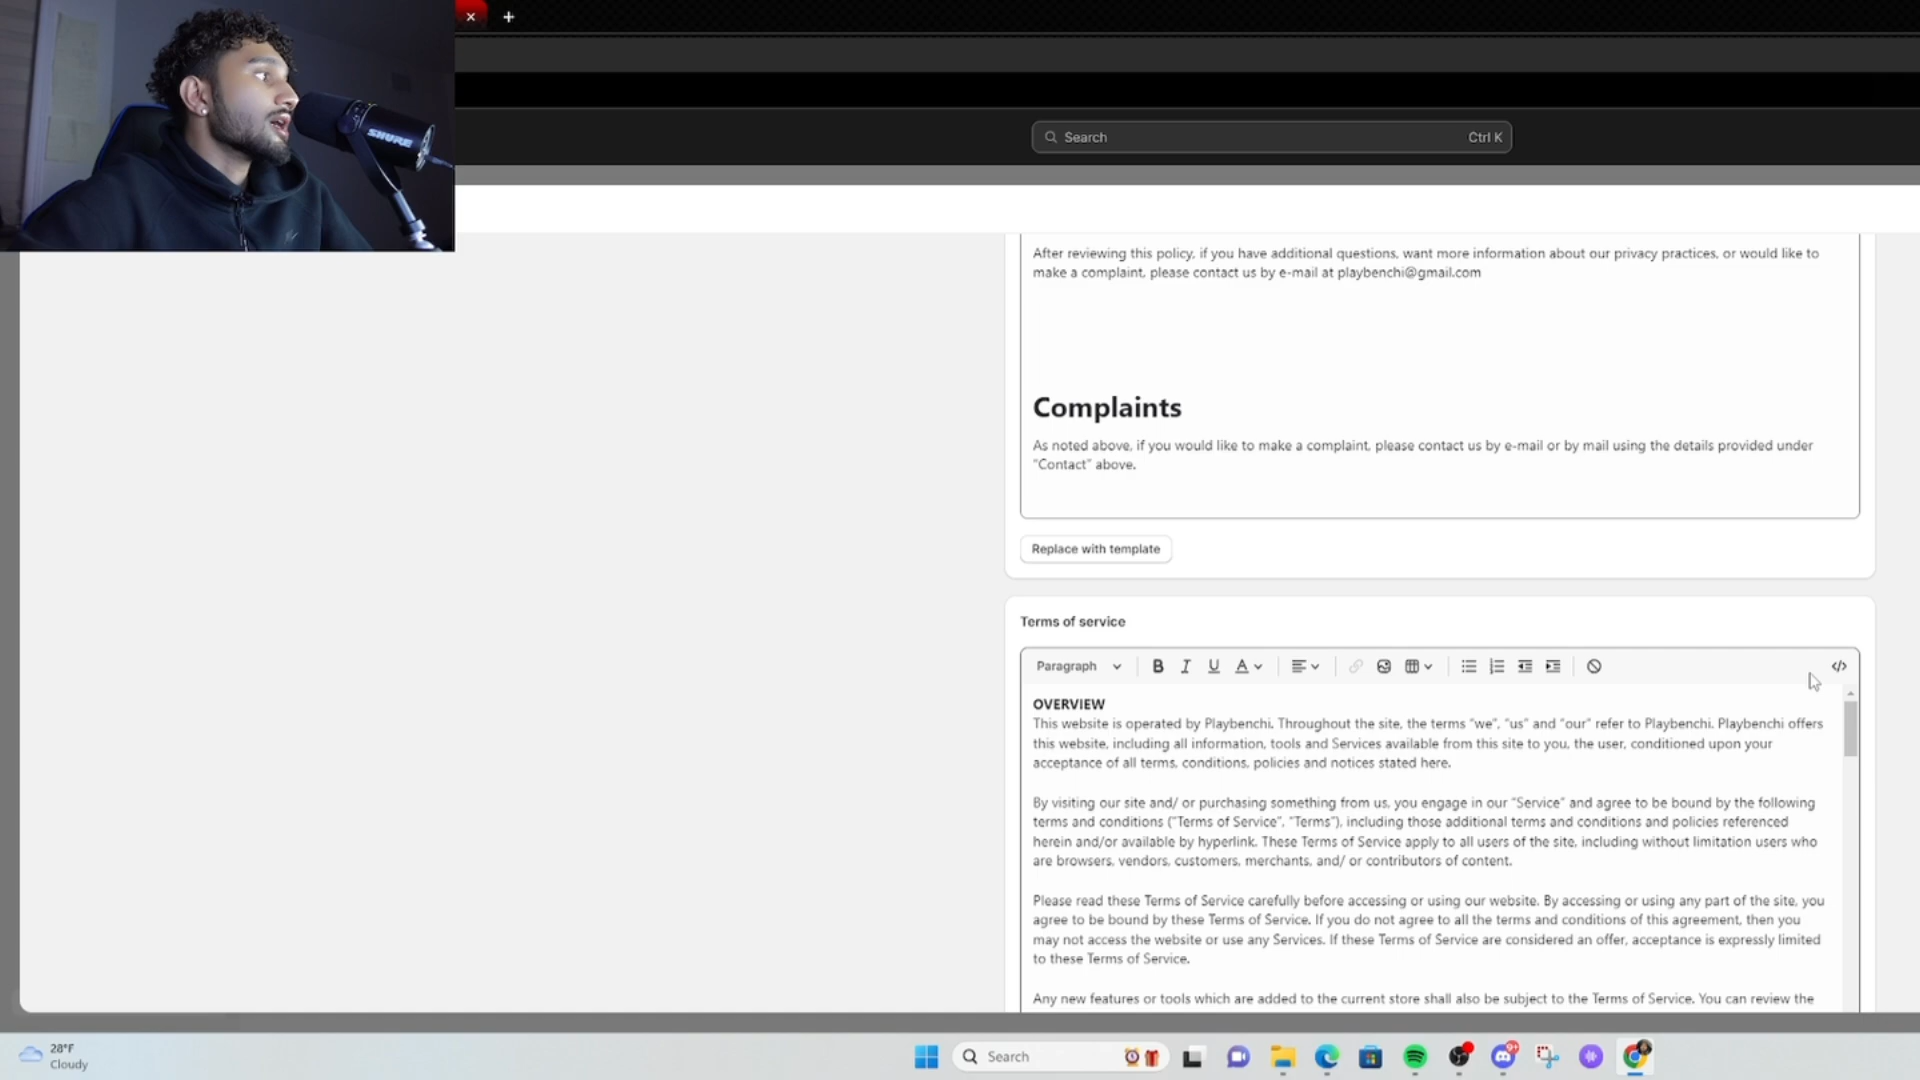 SHURE
Search
Ctrl K
After reviewing this policy, if you have additional questions, want more information about our privacy practices, or would like to
make a complaint, please contact us by e-mail at playbenchi@gmail.com
Complaints
As noted above, if you would like to make a complaint, please contact us by e-mail or by mail using the details provided under
“Contact” above.
Replace with template
Terms of service
Paragraph
B I U A
OVERVIEW
This website is operated by Playbenchi. Throughout the site, the terms “we”, “us” and “our” refer to Playbenchi. Playbenchi offers
this website, including all information, tools and Services available from this site to you, the user, conditioned upon your
acceptance of all terms, conditions, policies and notices stated here.
By visiting our site and/ or purchasing something from us, you engage in our “Service” and agree to be bound by the following
terms and conditions (“Terms of Service”, “Terms”), including those additional terms and conditions and policies referenced
herein and/or available by hyperlink. These Terms of Service apply to all users of the site, including without limitation users who
are browsers, vendors, customers, merchants, and/ or contributors of content.
Please read these Terms of Service carefully before accessing or using our website. By accessing or using any part of the site, you
agree to be bound by these Terms of Service. If you do not agree to all the terms and conditions of this agreement, then you
may not access the website or use any Services. If these Terms of Service are considered an offer, acceptance is expressly limited
to these Terms of Service.
Any new features or tools which are added to the current store shall also be subject to the Terms of Service. You can review the
28°F
Cloudy
Search
9+